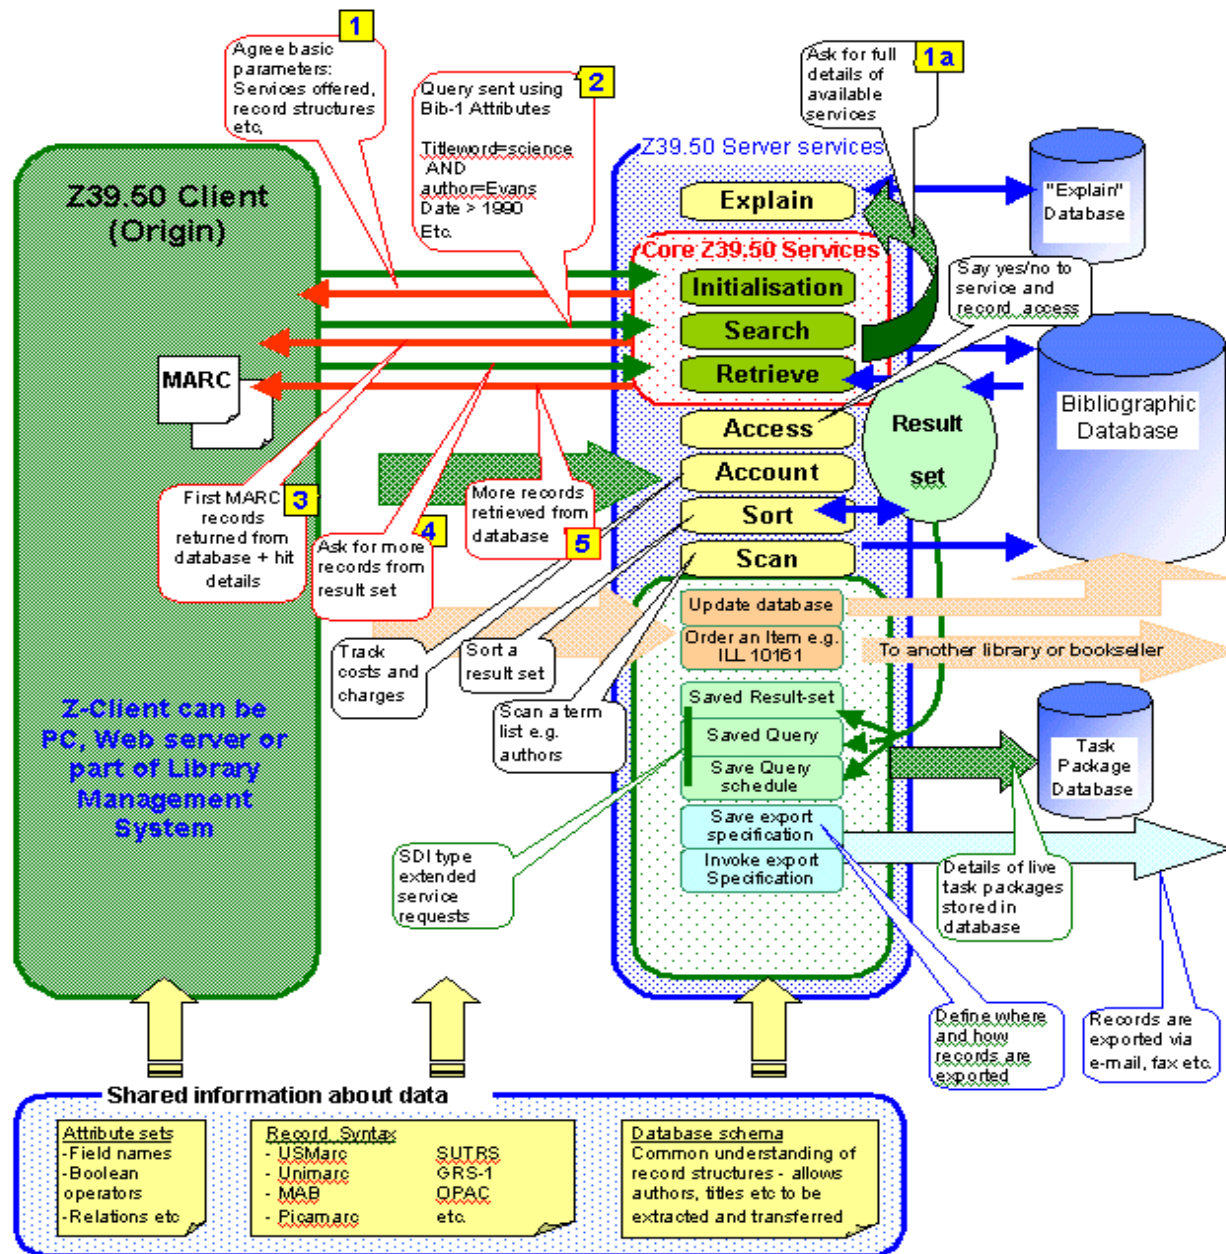 1
Agree basic
parameters:
Services offered,
record structures
etc,
2
Query sent using
Bib-1 Attributes
Titleword=science
AND
author=Evans
Date > 1990
Etc.
1a
Ask for full
details of
available
services
Z39.50 Client
(Origin)
Z39.50 Server services
Explain
"Explain"
Database
Core Z39.50 Services
Initialisation
Search
Retrieve
Say yes/no to
service and
record access
MARC
Bibliographic
Database
Result
set
Access
Account
Sort
Scan
First MARC
records
returned from
database + hit
details
3
Ask for more
records from
result set
4
More records
retrieved from
database
5
Track
costs and
charges
Sort a
result set
Scan a term
list e.g.
authors
Update database
Order an Item e.g.
ILL 10161
To another library or bookseller
Saved Result-set
Saved Query
Save Query
schedule
Save export
specification
Invoke export
Specification
Task
Package
Database
Z-Client can be
PC, Web server or
part of Library
Management
System
SDI type
extended
service
requests
Details of live
task packages
stored in
database
Define where
and how
records are
exported
Records are
exported via
e-mail, fax etc.
Shared information about data
Attribute sets
-Field names
-Boolean
operators
-Relations etc
Record Syntax
- USMarc SUTRS
- Unimarc GRS-1
- MAB OPAC
- Picamarc etc.
Database schema
Common understanding of
record structures - allows
authors, titles etc to be
extracted and transferred